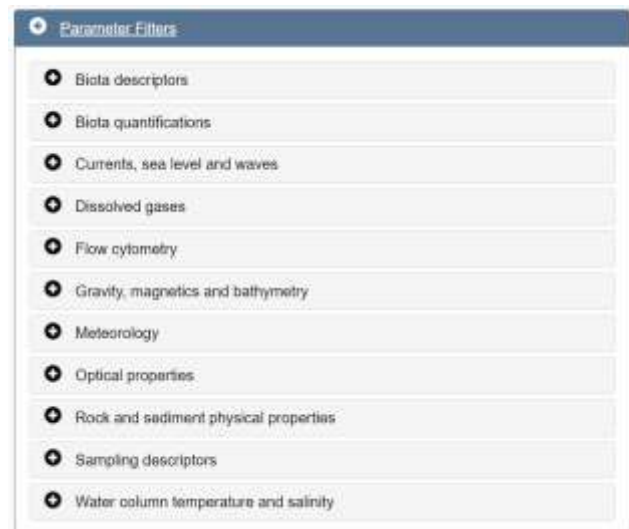 Parameter Filters
Biota descriptors
Biota quantifications
Currents, sea level and waves
Dissolved gases
Flow cytometry
Gravity, magnetics and bathymetry
Meteorology
Optical properties
Rock and sediment physical properties
Sampling descriptors
Water column temperature and salinity